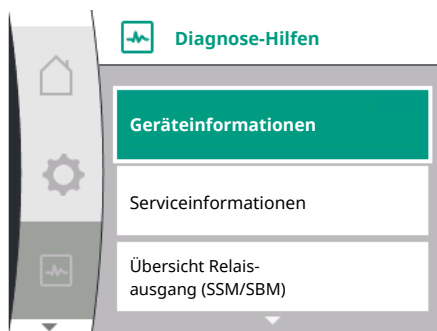 Diagnose-Hilfen
Geräteinformationen
Serviceinformationen
Übersicht Relais-
ausgang (SSM/SBM)